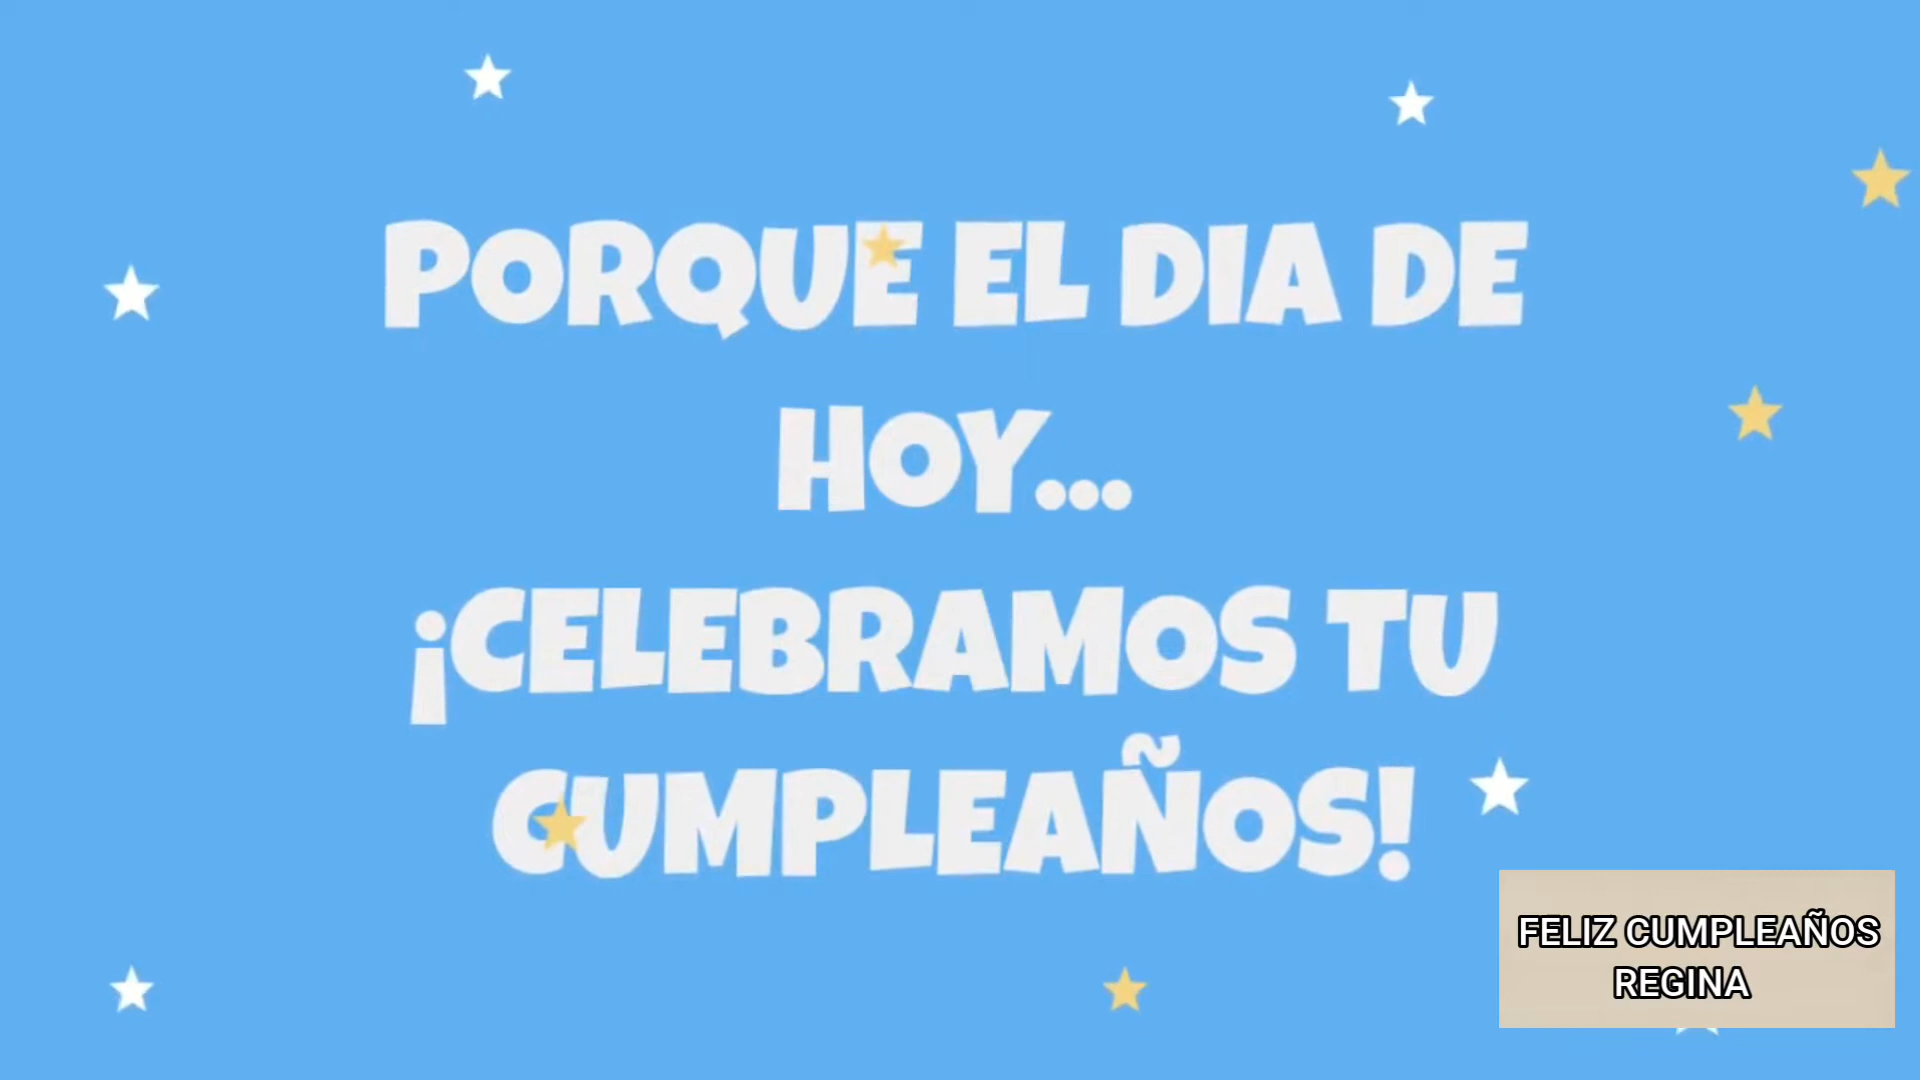 PORQUE EL DIA DE
HOY...
¡CELEBRAMOS TU
CUMPLEAÑOS!
FELIZ CUMPLEAÑOS
REGINA